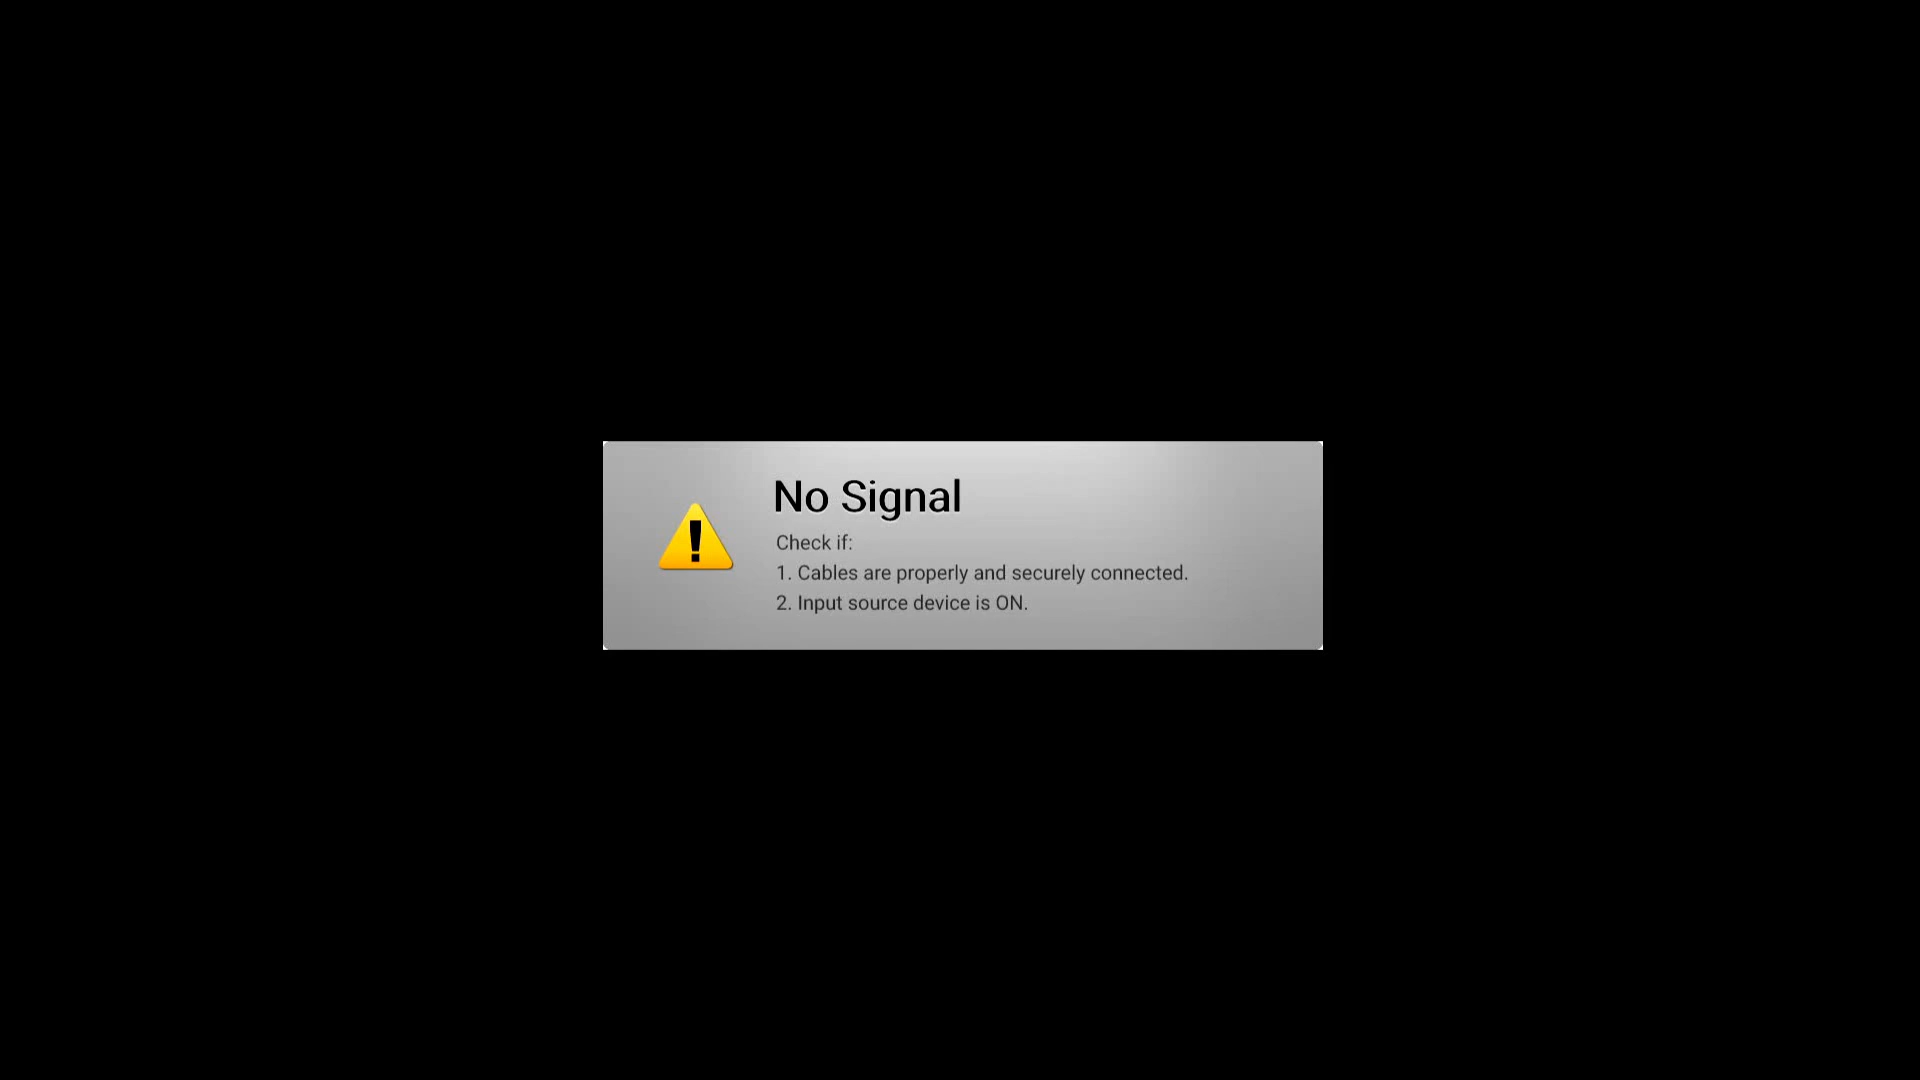 No Signal
Check if:
1. Cables are properly and securely connected.
2. Input source device is ON.